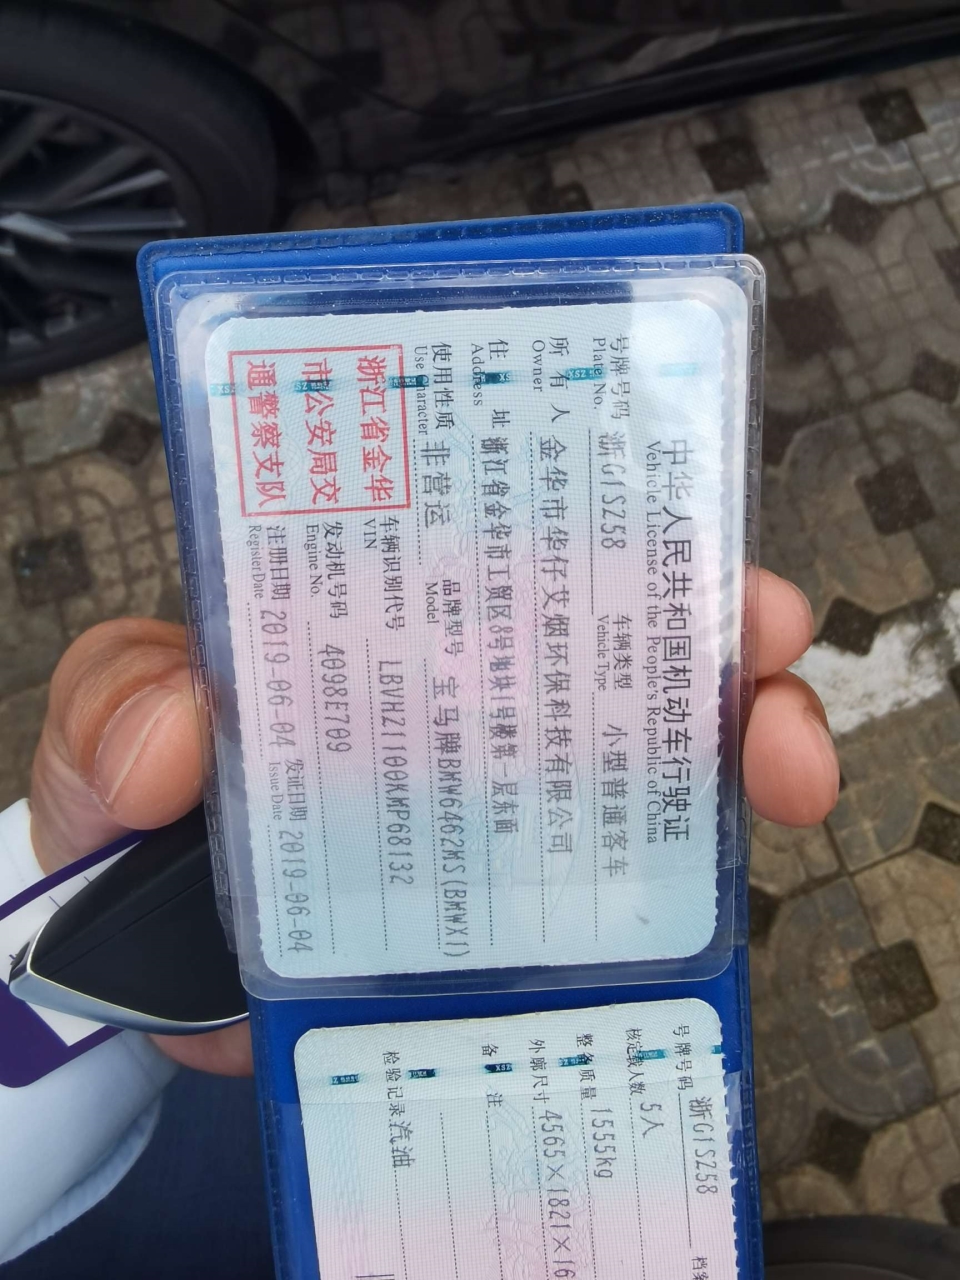 中华人民共和国机动车行驶证
Vehicle License of the People's Republic of China
号牌号码 浙G1SZ58 车辆类型 小型普通客车
Plate No. Vehicle Type
所有人 金华市华仔艾烟环保科技有限公司
Owner
住址 浙江省金华市工贸区8号地块1号楼第一层东面
Address
使用性质 非营运 品牌型号 宝马牌BMW6462MS(BMWX1)
Use Character Model
浙江省金华
市公安局交
通警察支队
车辆识别代号 LBVHZ1100KMP68132
VIN
发动机号码 4098E709
Engine No.
注册日期 2019-06-04 发证日期 2019-06-04
Register Date Issue Date
号牌号码 浙G1SZ58 档案
核定载人数 5人
整备质量 1555kg
外廓尺寸 4565×1821×16
备注
检验记录 汽油